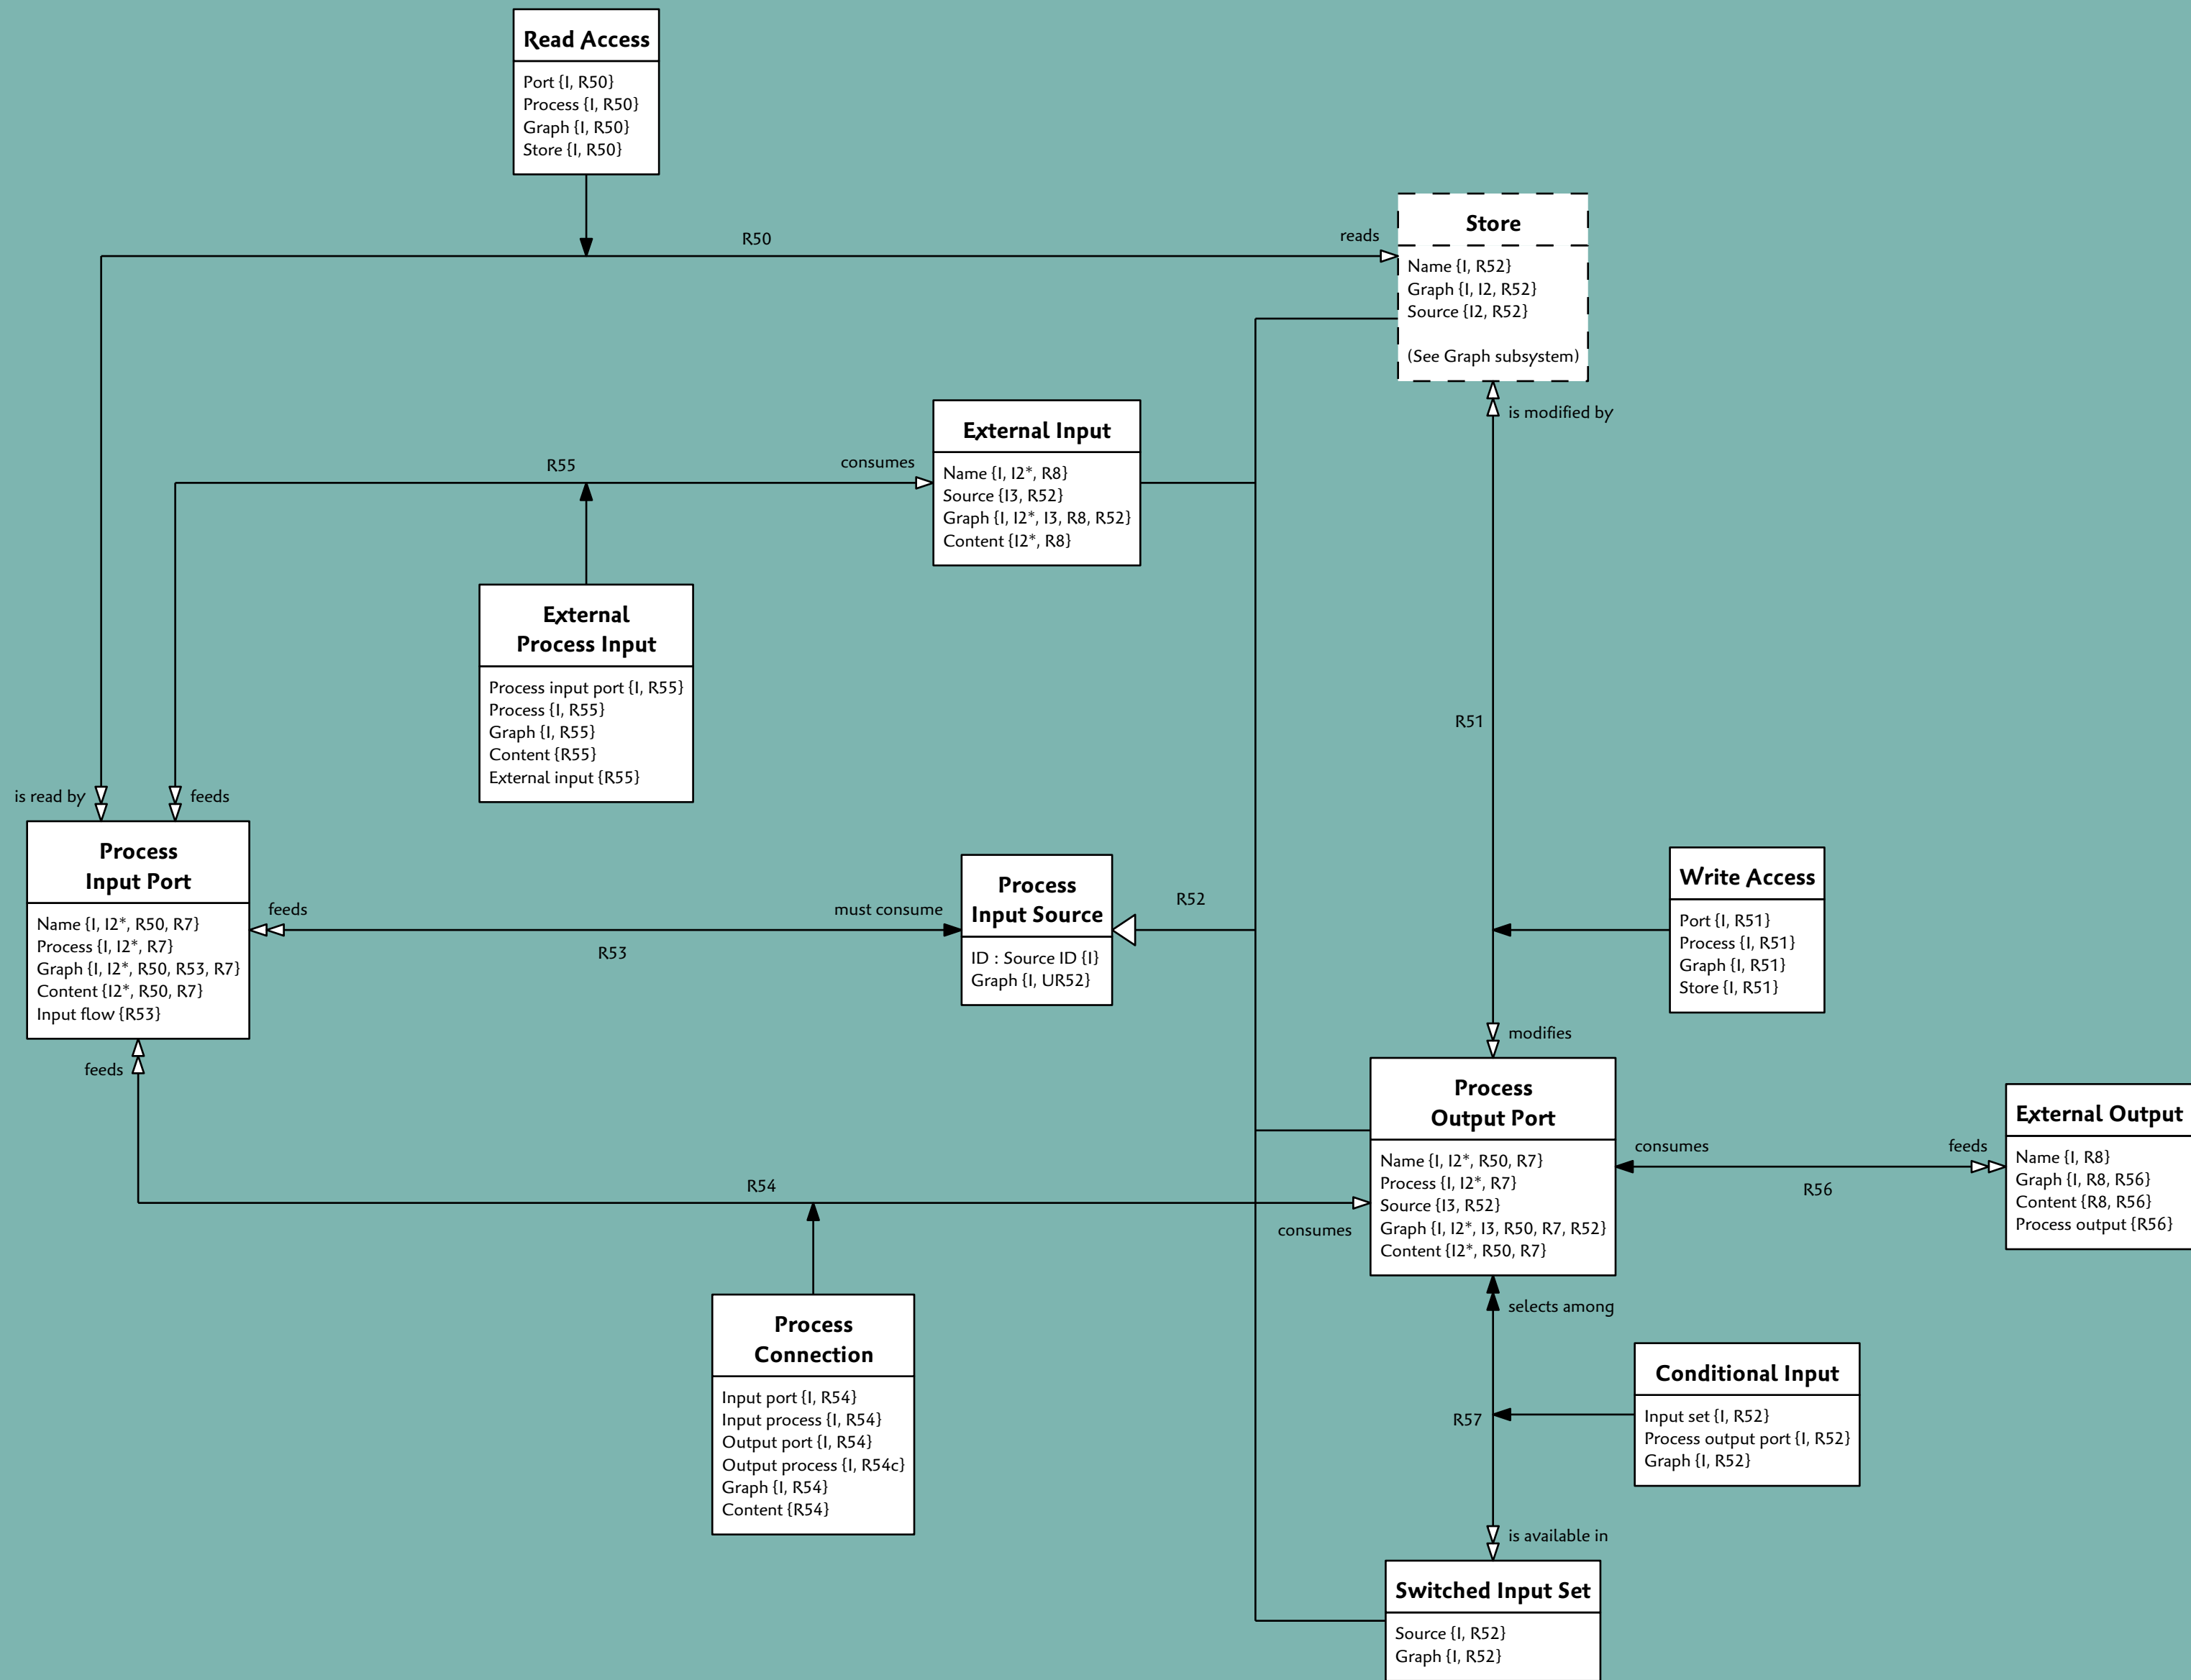 Read Access
Port {I, R50}
Process {I, R50}
Graph {I, R50}
Store {I, R50}
R50
reads
Store
Name {I, R52}
Graph {I, I2, R52}
Source {I2, R52}
(See Graph subsystem)
is modified by
External Input
Name {I, I2*, R8}
Source {I3, R52}
Graph {I, I2*, I3, R8, R52}
Content {I2*, R8}
R55
consumes
External
Process Input
Process input port {I, R55}
Process {I, R55}
Graph {I, R55}
Content {R55}
External input {R55}
R51
is read by
feeds
Process
Input Port
Name {I, I2*, R50, R7}
Process {I, I2*, R7}
Graph {I, I2*, R50, R53, R7}
Content {I2*, R50, R7}
Input flow {R53}
feeds
must consume
R53
Process
Input Source
ID : Source ID {I}
Graph {I, UR52}
R52
Write Access
Port {I, R51}
Process {I, R51}
Graph {I, R51}
Store {I, R51}
modifies
feeds
Process
Output Port
Name {I, I2*, R50, R7}
Process {I, I2*, R7}
Source {I3, R52}
Graph {I, I2*, I3, R50, R7, R52}
Content {I2*, R50, R7}
consumes
feeds
R56
External Output
Name {I, R8}
Graph {I, R8, R56}
Content {R8, R56}
Process output {R56}
R54
consumes
Process
Connection
Input port {I, R54}
Input process {I, R54}
Output port {I, R54}
Output process {I, R54c}
Graph {I, R54}
Content {R54}
selects among
R57
Conditional Input
Input set {I, R52}
Process output port {I, R52}
Graph {I, R52}
is available in
Switched Input Set
Source {I, R52}
Graph {I, R52}